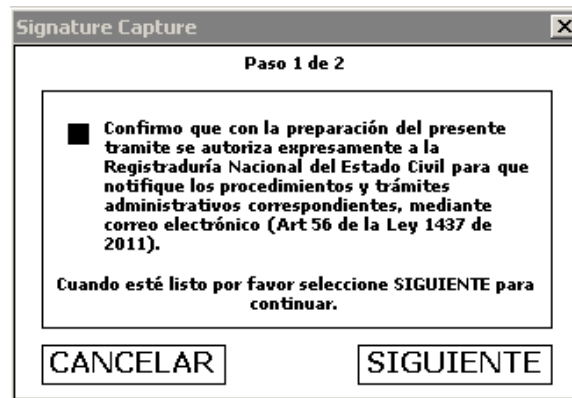 Signature Capture
Paso 1 de 2
Confirmo que con la preparación del presente
tramite se autoriza expresamente a la
Registraduría Nacional del Estado Civil para que
notifique los procedimientos y trámites
administrativos correspondientes, mediante
correo electrónico (Art 56 de la Ley 1437 de
2011).
Cuando esté listo por favor seleccione SIGUIENTE para
continuar.
CANCELAR
SIGUIENTE